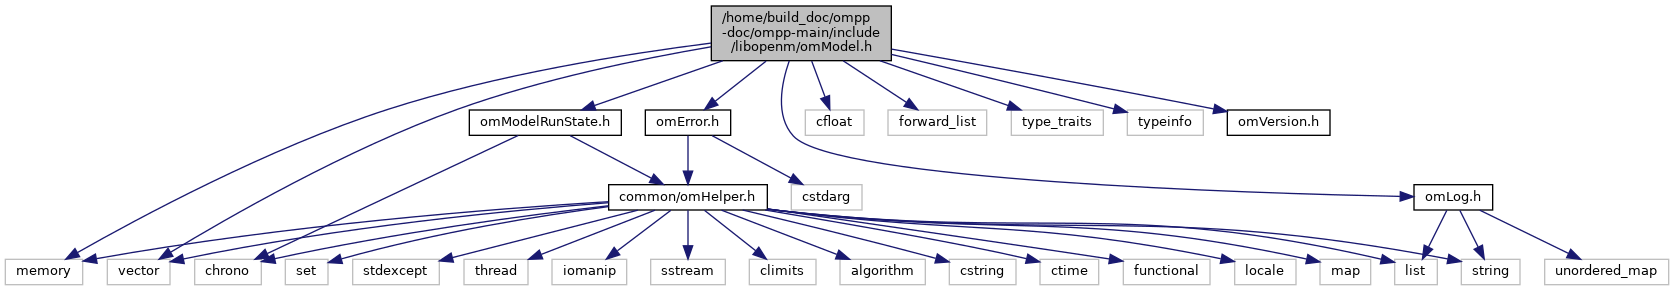 /home/build_doc/ompp
-doc/ompp-main/include
/libopenm/omModel.h
omModelRunState.h
omError.h
cfloat
forward_list
type_traits
typeinfo
omVersion.h
common/omHelper.h
cstdarg
omLog.h
memory
vector
chrono
set
stdexcept
thread
iomanip
sstream
climits
algorithm
cstring
ctime
functional
locale
map
list
string
unordered_map